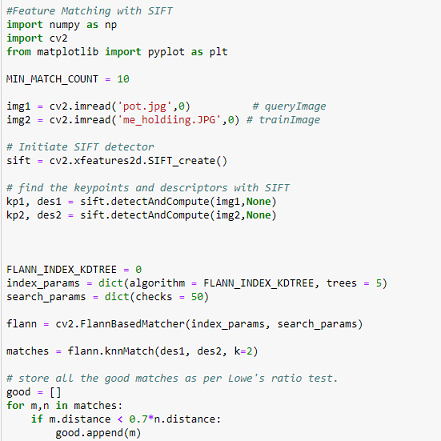 #Feature Matching with SIFT
import numpy as np
import cv2
from matplotlib import pyplot as plt
MIN_MATCH_COUNT = 10
img1 = cv2.imread('pot.jpg',0) # queryImage
img2 = cv2.imread('me_holdiing.JPG',0) # trainImage
# Initiate SIFT detector
sift = cv2.xfeatures2d.SIFT_create()
# find the keypoints and descriptors with SIFT
kp1, des1 = sift.detectAndCompute(img1,None)
kp2, des2 = sift.detectAndCompute(img2,None)
FLANN_INDEX_KDTREE = 0
index_params = dict(algorithm = FLANN_INDEX_KDTREE, trees = 5)
search_params = dict(checks = 50)
flann = cv2.FlannBasedMatcher(index_params, search_params)
matches = flann.knnMatch(des1, des2, k=2)
# store all the good matches as per Lowe's ratio test.
good = []
for m,n in matches:
    if m.distance < 0.7*n.distance:
        good.append(m)